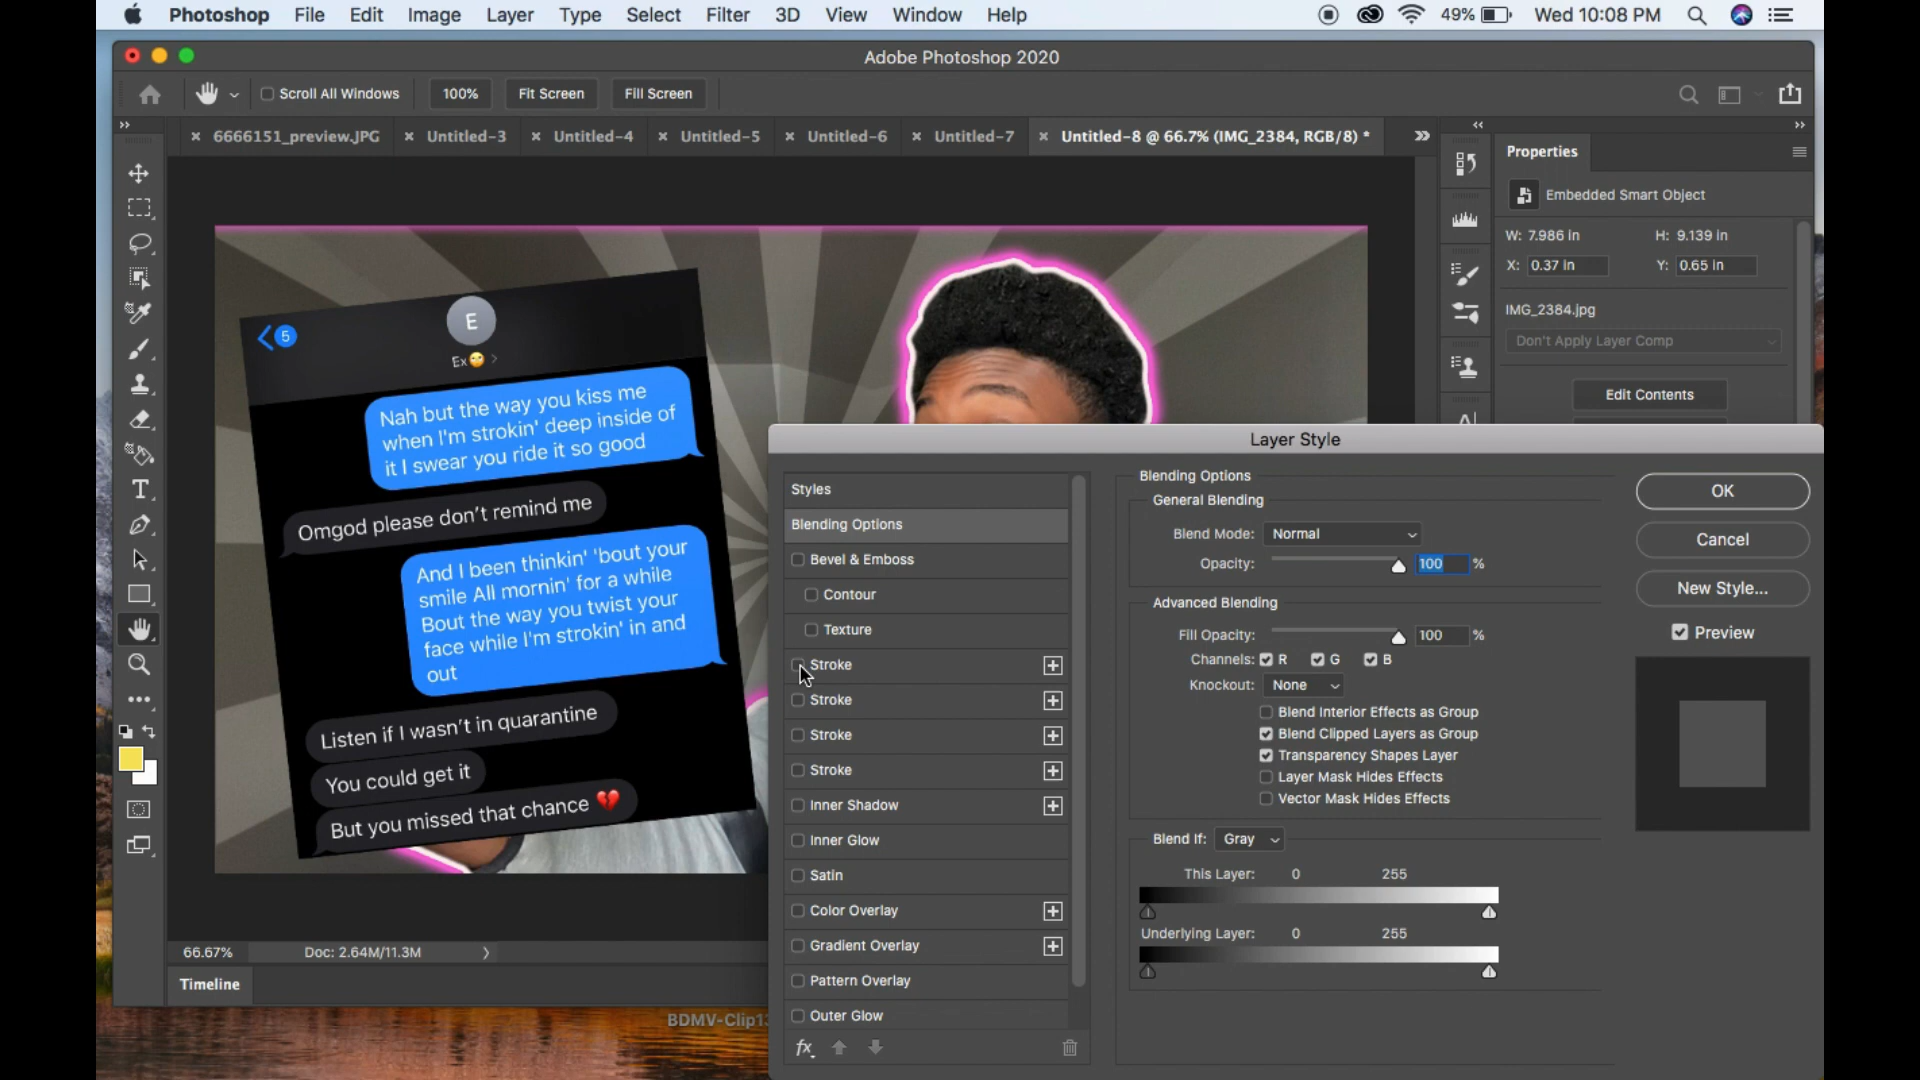 Photoshop File Edit Image Layer Type Select Filter 3D View Window Help 49% Wed 10:08 PM
Adobe Photoshop 2020
Scroll All Windows 100% Fit Screen Fill Screen
6666151_preview.JPG Untitled-3 Untitled-4 Untitled-5 Untitled-6 Untitled-7 Untitled-8 @ 66.7% (IMG_2384, RGB/8) *
Properties
Embedded Smart Object
W: 7.986 in H: 9.139 in
X: 0.37 in Y: 0.65 in
IMG_2384.jpg
Don't Apply Layer Comp
Edit Contents
5
E
Ex🙄 >
Nah but the way you kiss me
when I'm strokin' deep inside of
it I swear you ride it so good
Omgod please don't remind me
And I been thinkin' 'bout your
smile All mornin' for a while
Bout the way you twist your
face while I'm strokin' in and
out
Listen if I wasn't in quarantine
You could get it
But you missed that chance 💔
66.67% Doc: 2.64M/11.3M
Timeline
BDMV-Clip13
Layer Style
Styles
Blending Options
Bevel & Emboss
Contour
Texture
Stroke
Stroke
Stroke
Stroke
Inner Shadow
Inner Glow
Satin
Color Overlay
Gradient Overlay
Pattern Overlay
Outer Glow
fx
Blending Options
General Blending
Blend Mode: Normal
Opacity: 100 %
Advanced Blending
Fill Opacity: 100 %
Channels: R G B
Knockout: None
Blend Interior Effects as Group
Blend Clipped Layers as Group
Transparency Shapes Layer
Layer Mask Hides Effects
Vector Mask Hides Effects
Blend If: Gray
This Layer: 0 255
Underlying Layer: 0 255
OK
Cancel
New Style...
Preview